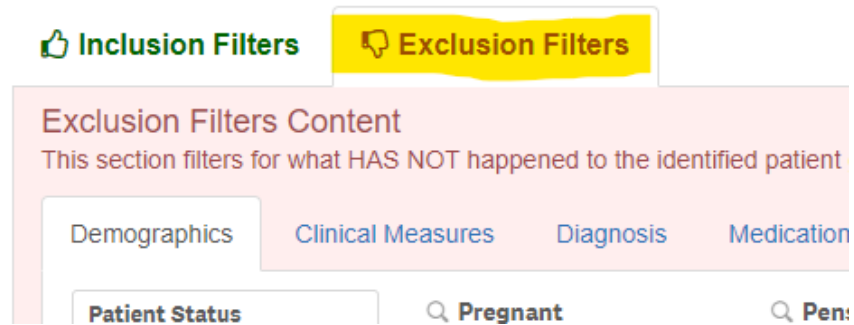 Inclusion Filters Exclusion Filters
Exclusion Filters Content
This section filters for what HAS NOT happened to the identified patient
Demographics Clinical Measures Diagnosis Medication
Patient Status Pregnant